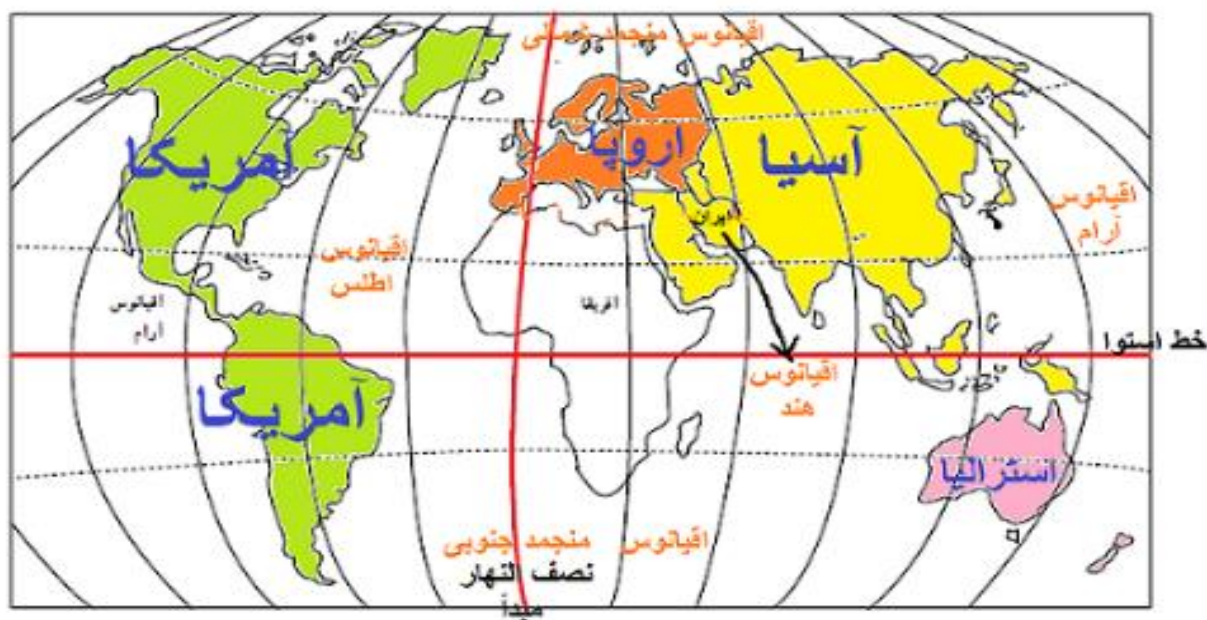 اقیانوس منجمد شمالی
آمریکا
اروپا
آسیا
اقیانوس
آرام
ایران
اقیانوس
اطلس
اقیانوس
آرام
آفریقا
خط استوا
اقیانوس
هند
آمریکا
استرالیا
اقیانوس منجمد جنوبی
نصف النهار
مبدأ